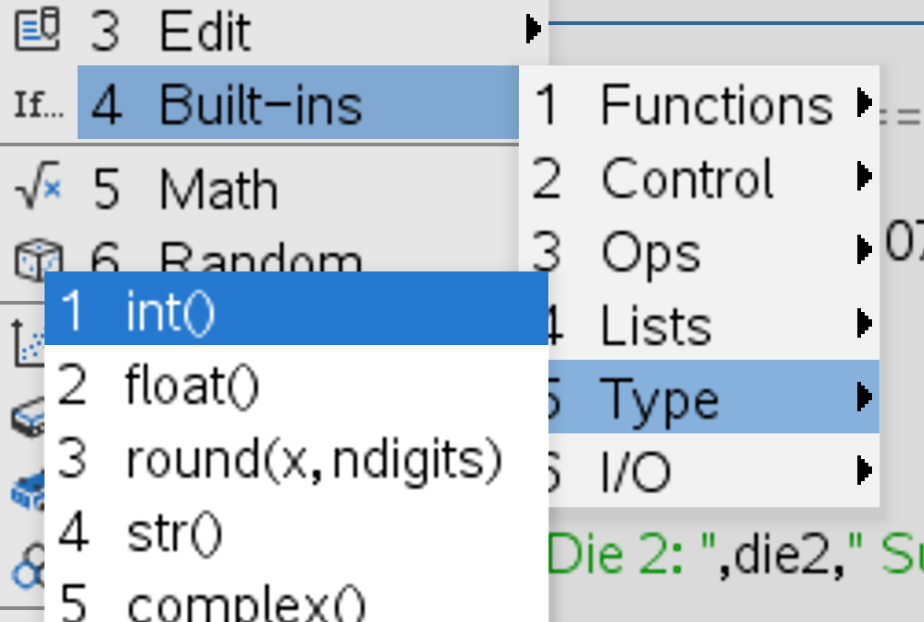 3 Edit
If... 4 Built-ins
5 Math
6 Random
1 Functions
2 Control
3 Ops
4 Lists
5 Type
6 I/O
1 int()
2 float()
3 round(x, ndigits)
4 str()
5 complex()
==
07
Die 2: ",die2," Su